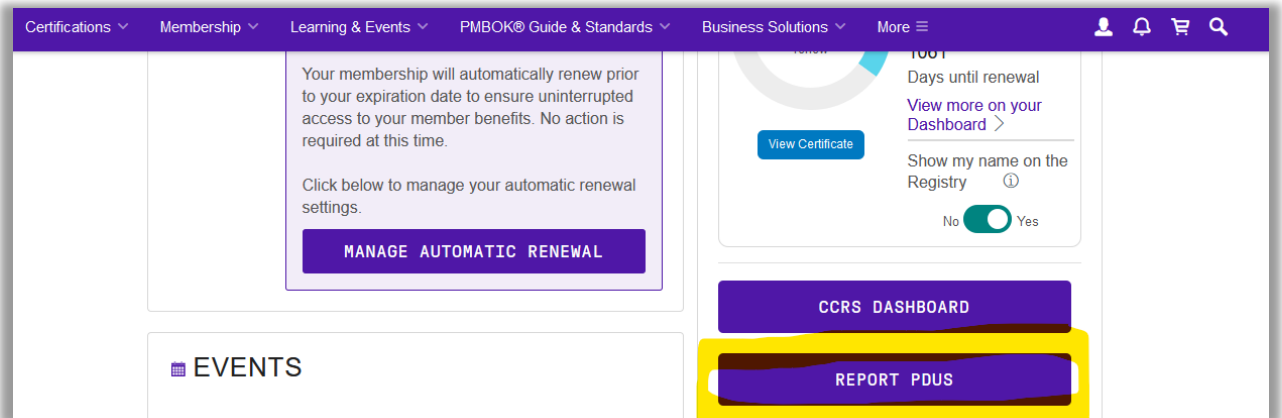 Certifications Membership Learning & Events PMBOK® Guide & Standards Business Solutions More
Your membership will automatically renew prior
to your expiration date to ensure uninterrupted
access to your member benefits. No action is
required at this time.
Click below to manage your automatic renewal
settings.
MANAGE AUTOMATIC RENEWAL
EVENTS
Days until renewal
View more on your
Dashboard
View Certificate
Show my name on the
Registry
No Yes
CCRS DASHBOARD
REPORT PDUS